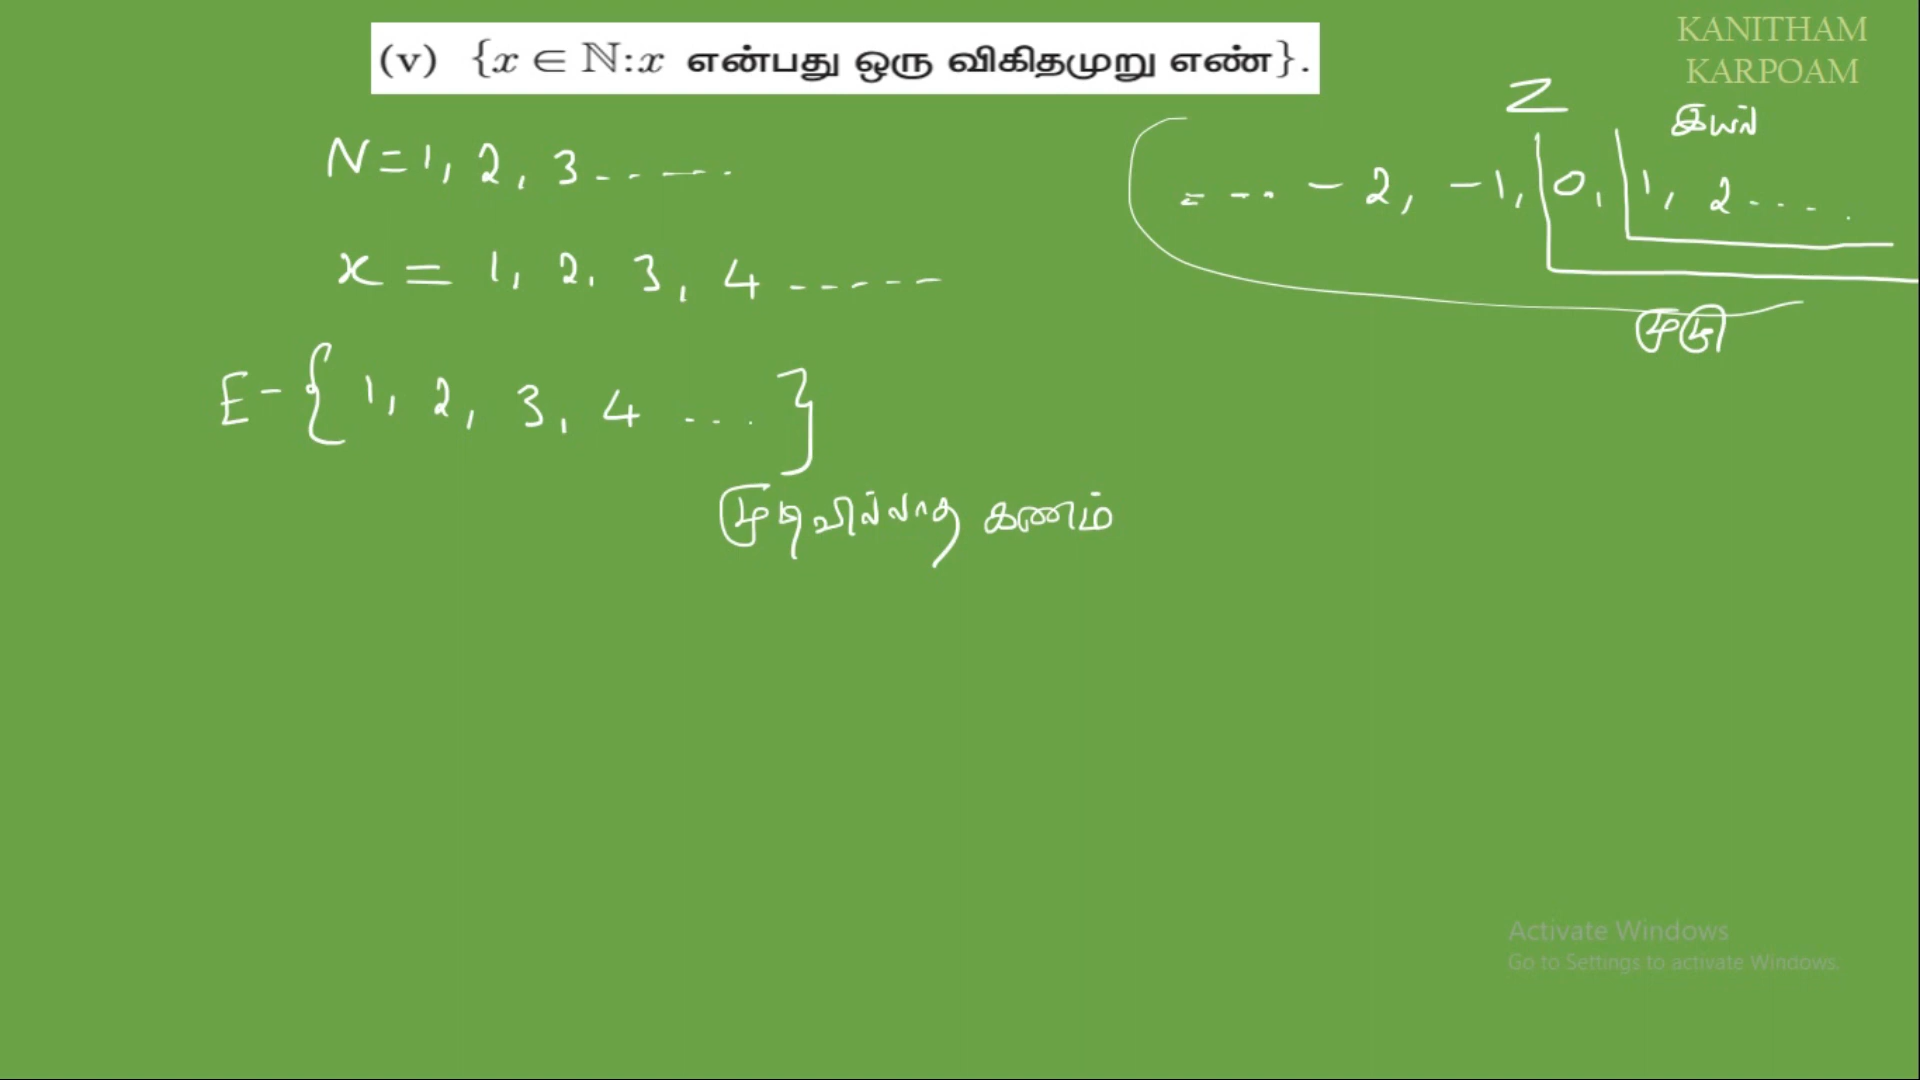 (v) {x ∈ ℕ:x என்பது ஒரு விகிதமுறு எண்}.
KANITHAM
KARPOAM
N = 1, 2, 3 ......
x = 1, 2, 3, 4 ------
E - { 1, 2, 3, 4 ... }
முடிவில்லாத கணம்
Z
இயல்
--- -2, -1, 0, 1, 2 ....
முழு
Activate Windows
Go to Settings to activate Windows.